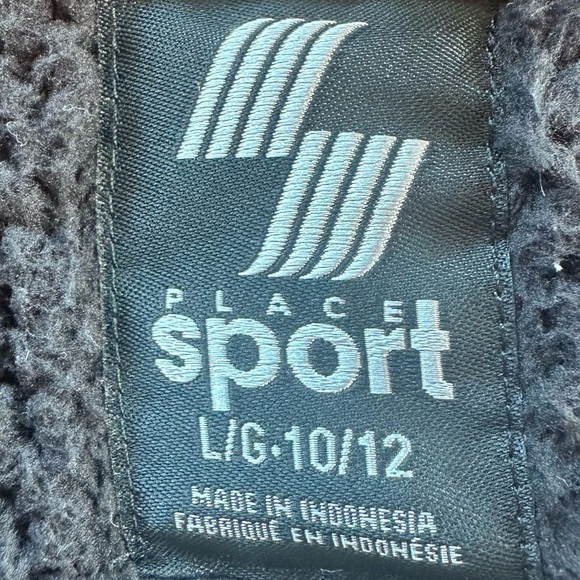 PLACE
sport
L/G·10/12
MADE IN INDONESIA
FABRIQUÉ EN INDONÉSIE